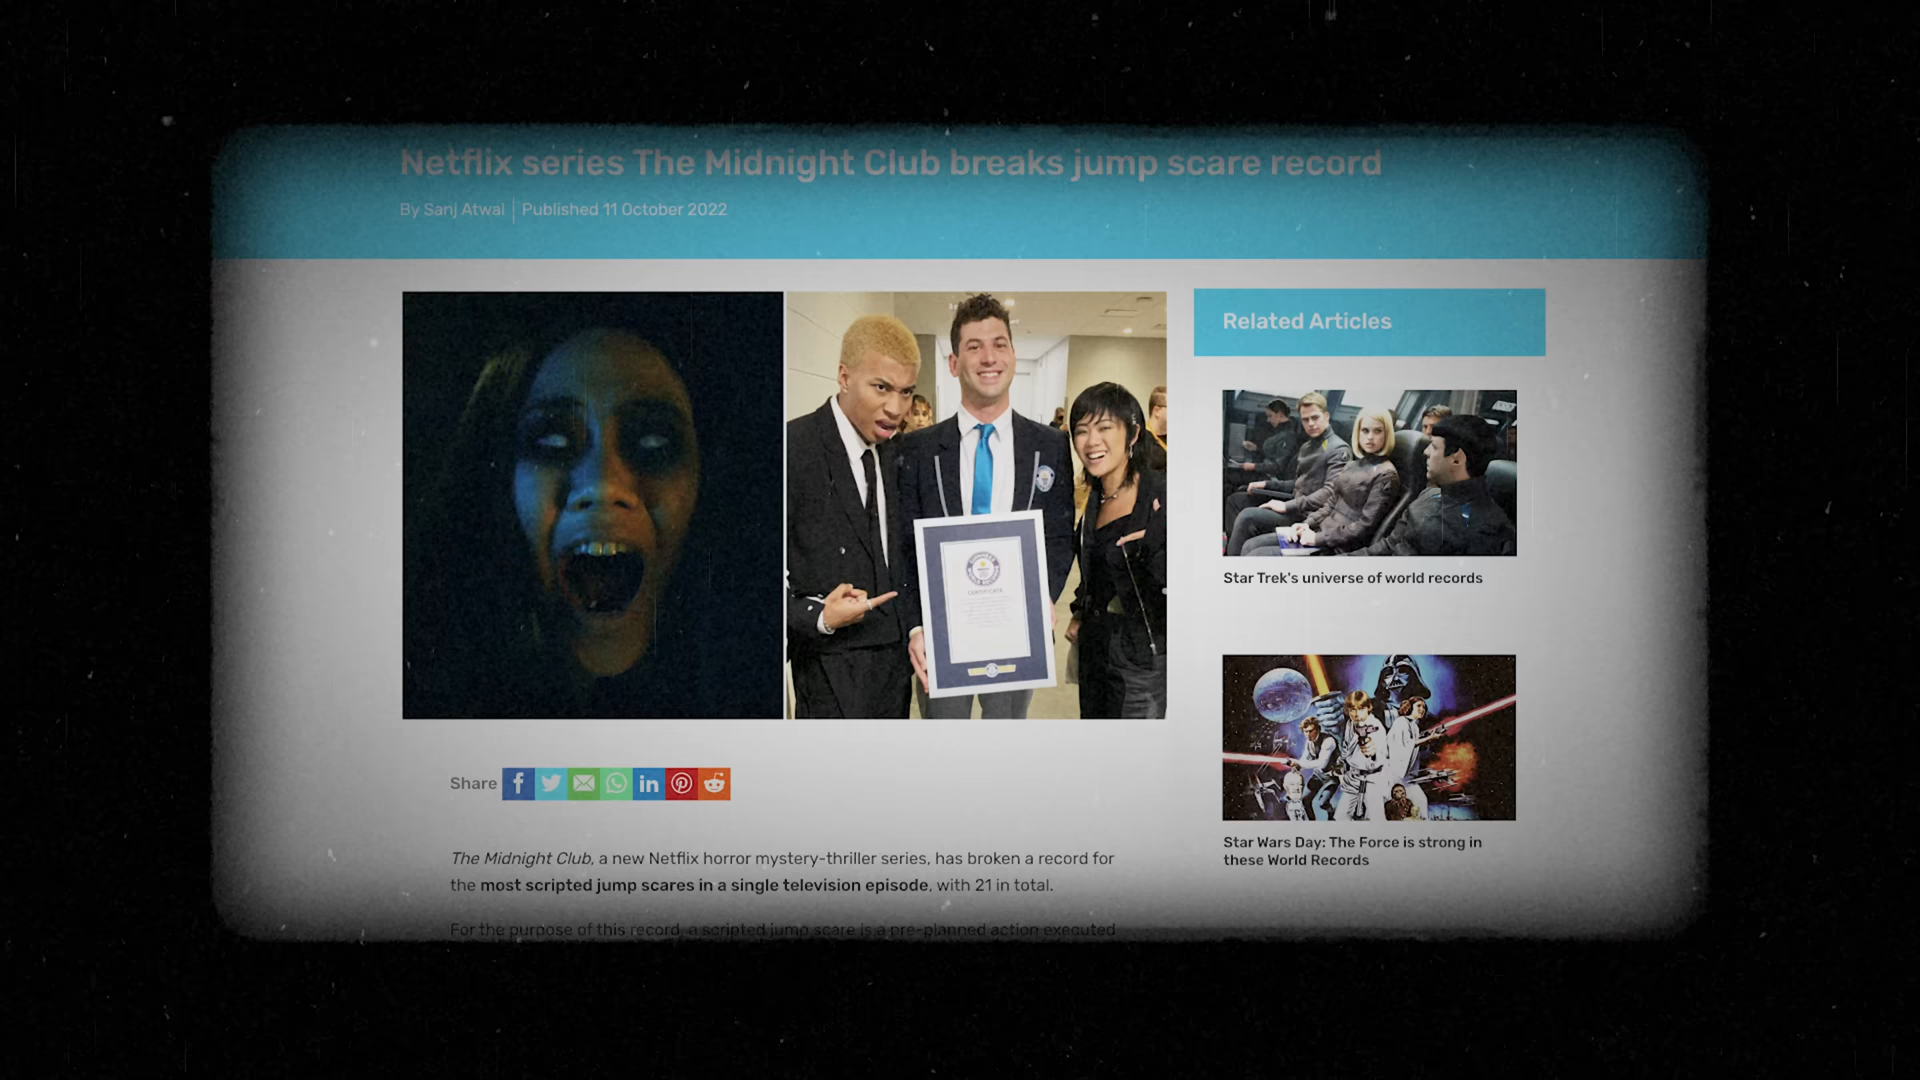 Netflix series The Midnight Club breaks jump scare record
By Sanj Atwal | Published 11 October 2022
Related Articles
CERTIFICATE
Star Trek's universe of world records
Star Wars Day: The Force is strong in
these World Records
Share
The Midnight Club, a new Netflix horror mystery-thriller series, has broken a record for
the most scripted jump scares in a single television episode, with 21 in total.
For the purpose of this record, a scripted jump scare is a pre-planned action executed